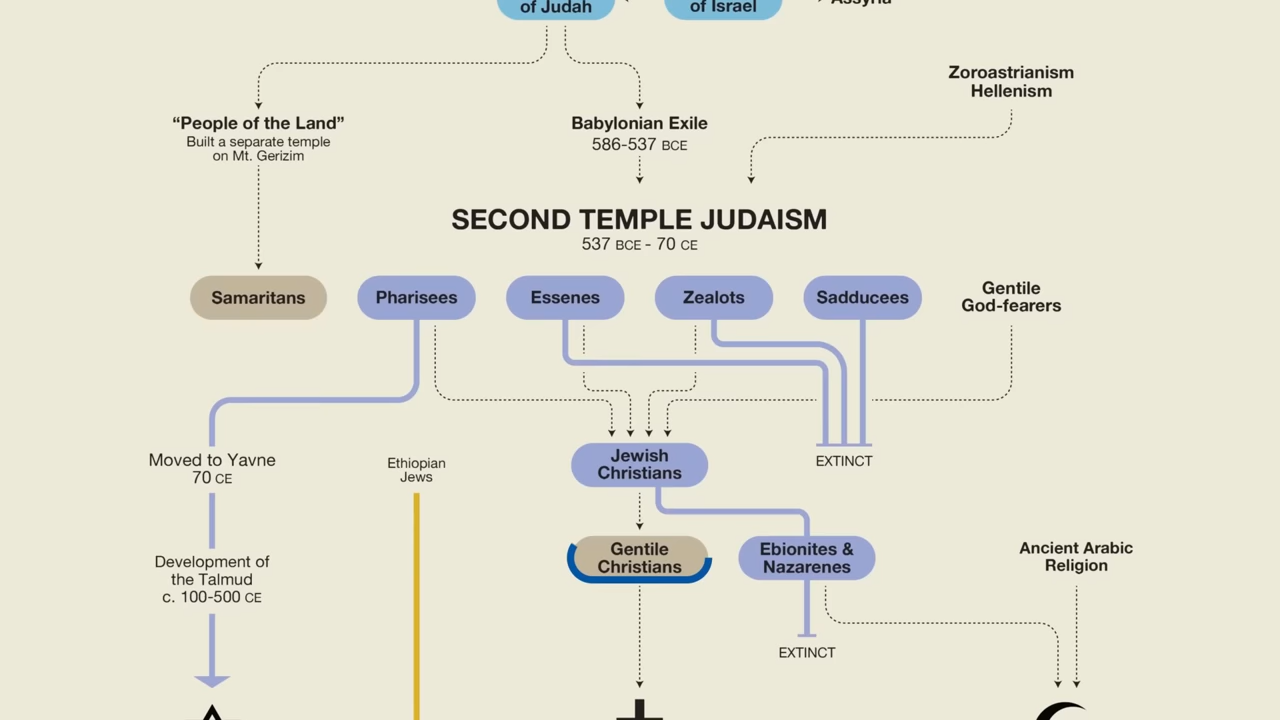 of Judah
of Israel
Assyria
Zoroastrianism
Hellenism
“People of the Land”
Built a separate temple
on Mt. Gerizim
Babylonian Exile
586-537 BCE
SECOND TEMPLE JUDAISM
537 BCE - 70 CE
Samaritans
Pharisees
Essenes
Zealots
Sadducees
Gentile
God-fearers
Moved to Yavne
70 CE
Ethiopian
Jews
Jewish
Christians
EXTINCT
Development of
the Talmud
c. 100-500 CE
Gentile
Christians
Ebionites &
Nazarenes
Ancient Arabic
Religion
EXTINCT